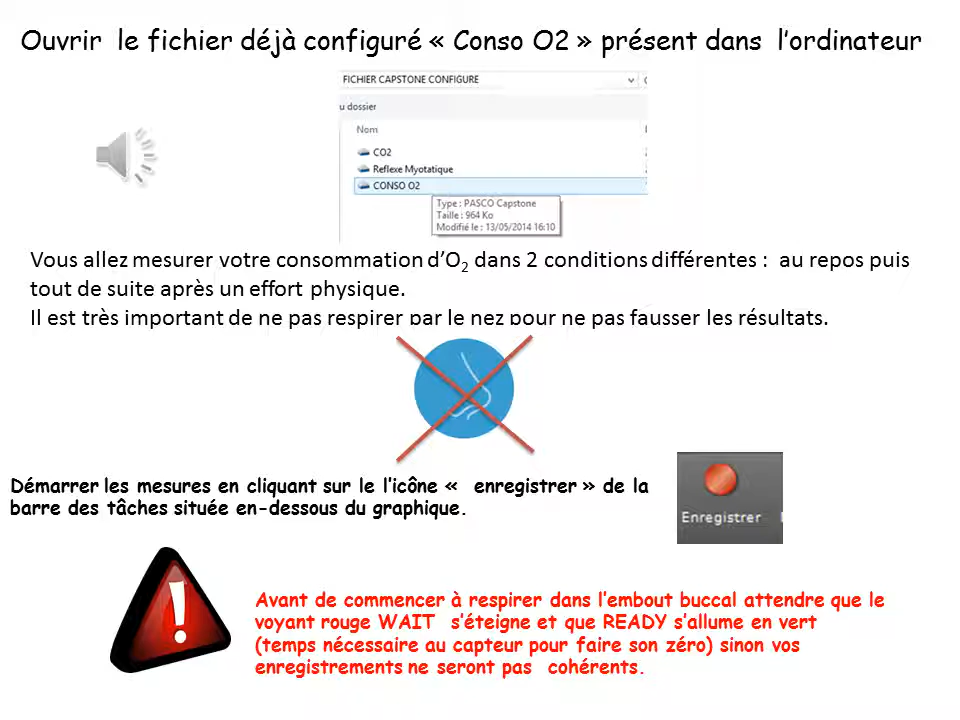 Ouvrir le fichier déjà configuré « Conso O2 » présent dans l'ordinateur
FICHIER CAPSTONE CONFIGURE
u dossier
Nom
CO2
Reflexe Myotatique
CONSO O2
Type : PASCO Capstone
Taille : 964 Ko
Modifié le : 13/05/2014 16:10
Vous allez mesurer votre consommation d'O2 dans 2 conditions différentes : au repos puis
tout de suite après un effort physique.
Il est très important de ne pas respirer par le nez pour ne pas fausser les résultats.
Démarrer les mesures en cliquant sur le l'icône « enregistrer » de la
barre des tâches située en-dessous du graphique.
Enregistrer
Avant de commencer à respirer dans l'embout buccal attendre que le
voyant rouge WAIT s'éteigne et que READY s'allume en vert
(temps nécessaire au capteur pour faire son zéro) sinon vos
enregistrements ne seront pas cohérents.